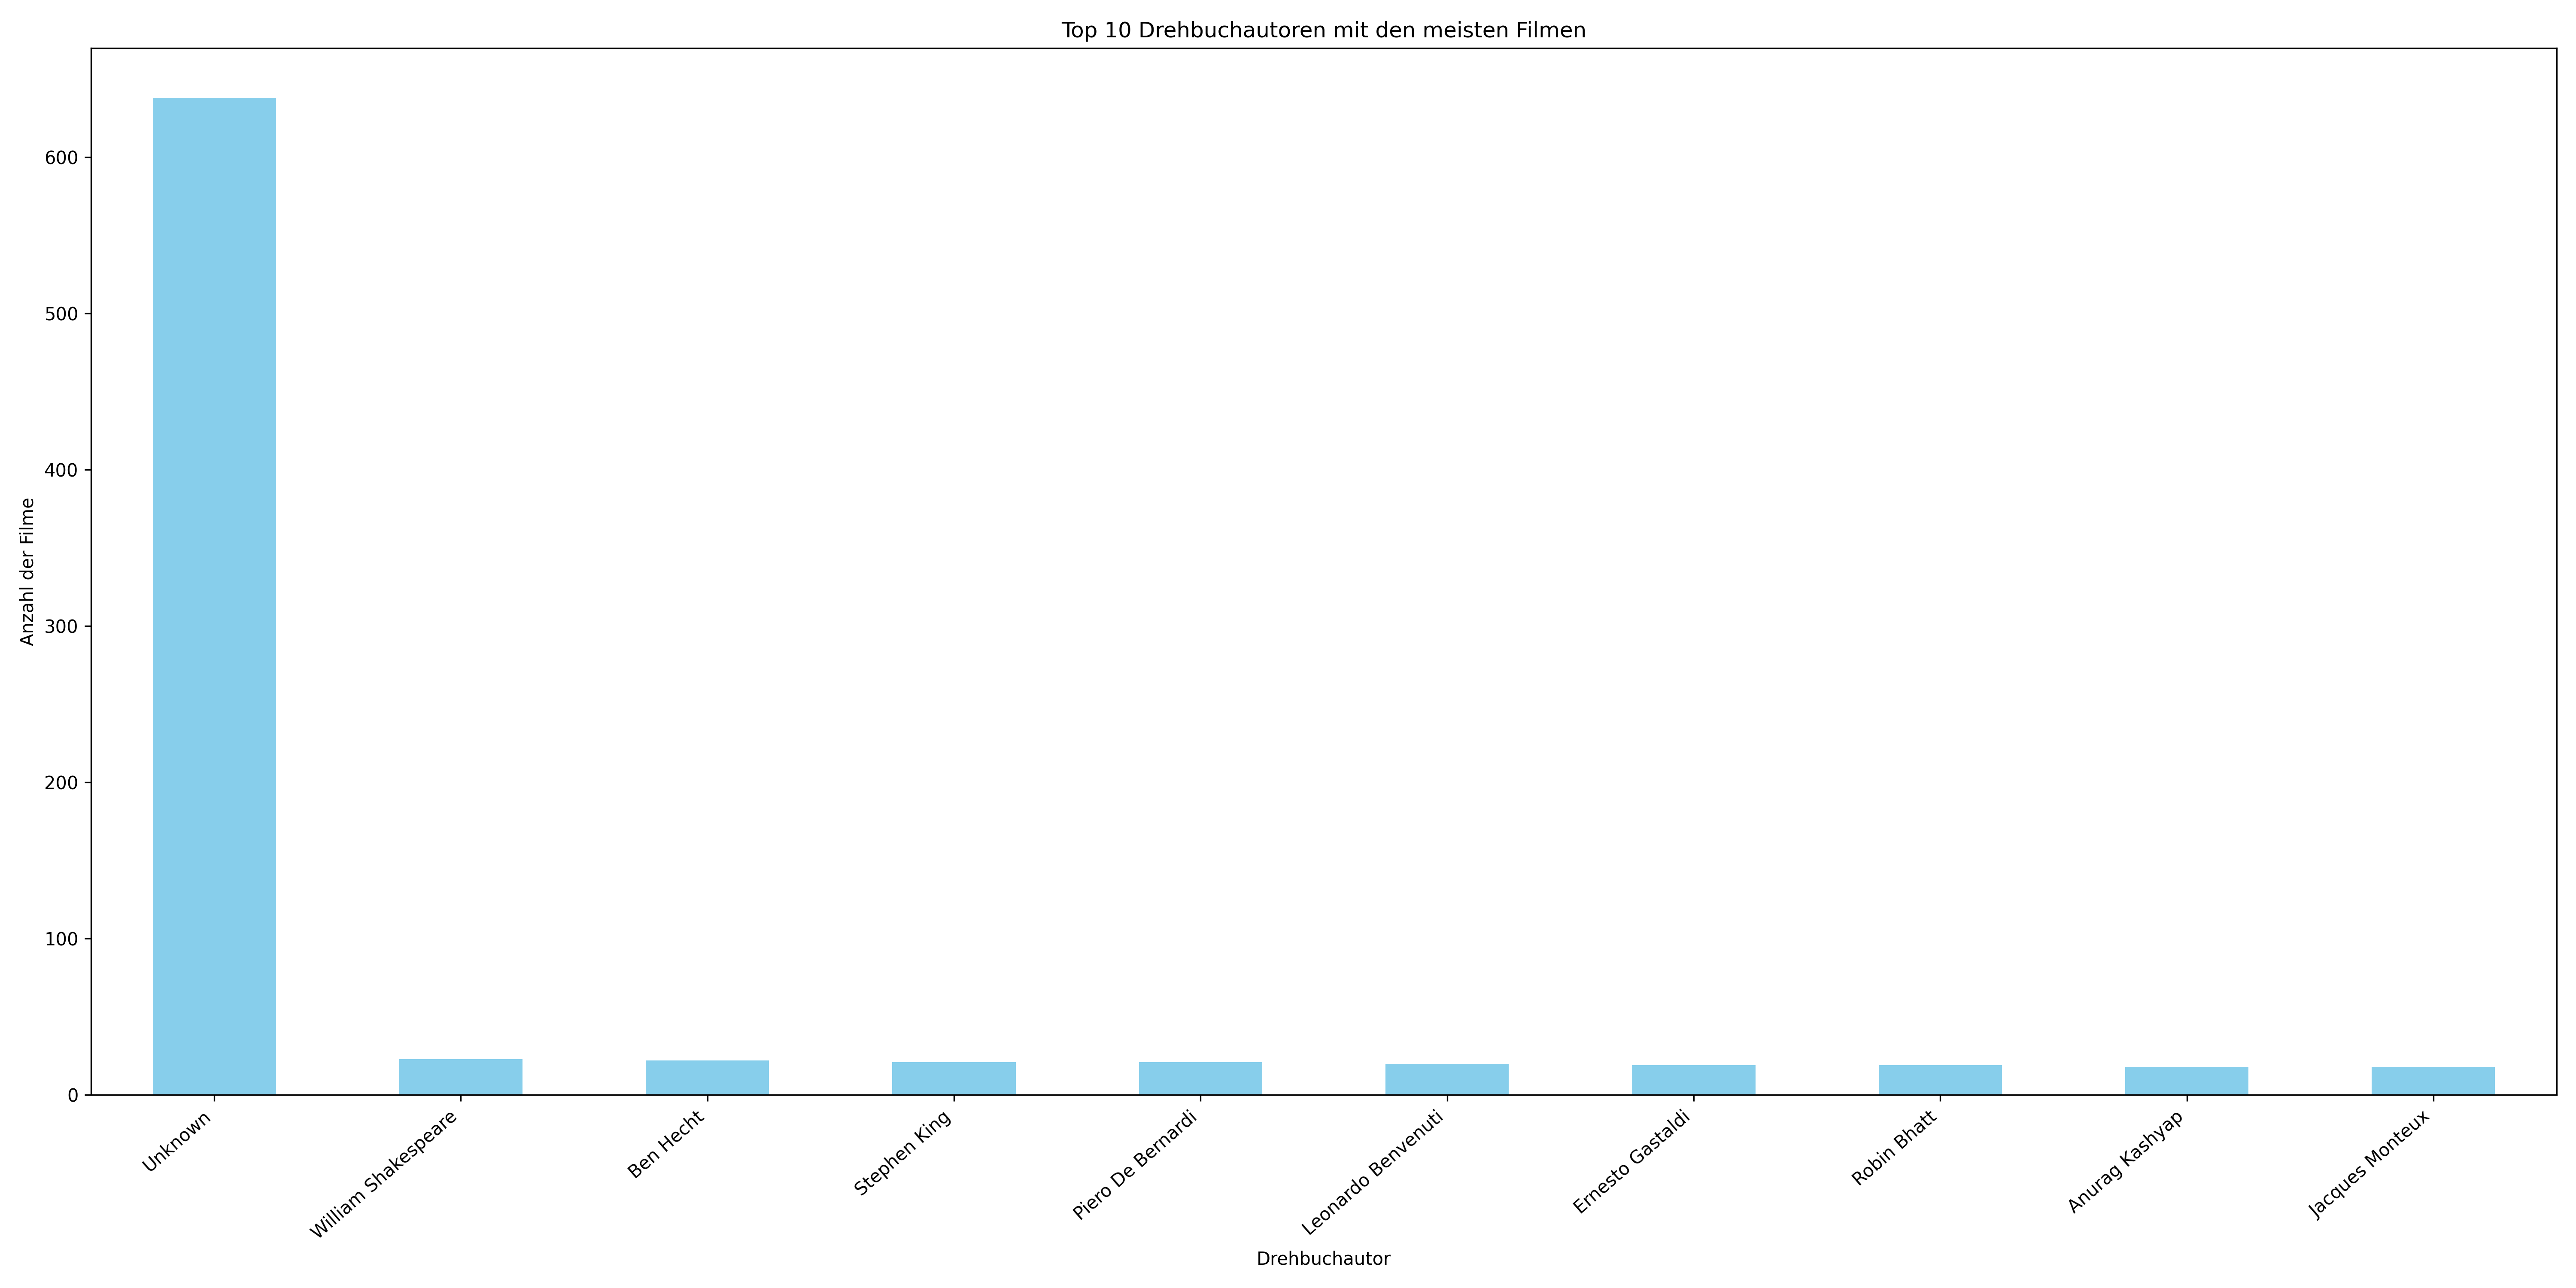 Top 10 Drehbuchautoren mit den meisten Filmen
Anzahl der Filme
600
500
400
300
200
100
0
Unknown
William Shakespeare
Ben Hecht
Stephen King
Piero De Bernardi
Leonardo Benvenuti
Ernesto Gastaldi
Robin Bhatt
Anurag Kashyap
Jacques Monteux
Drehbuchautor